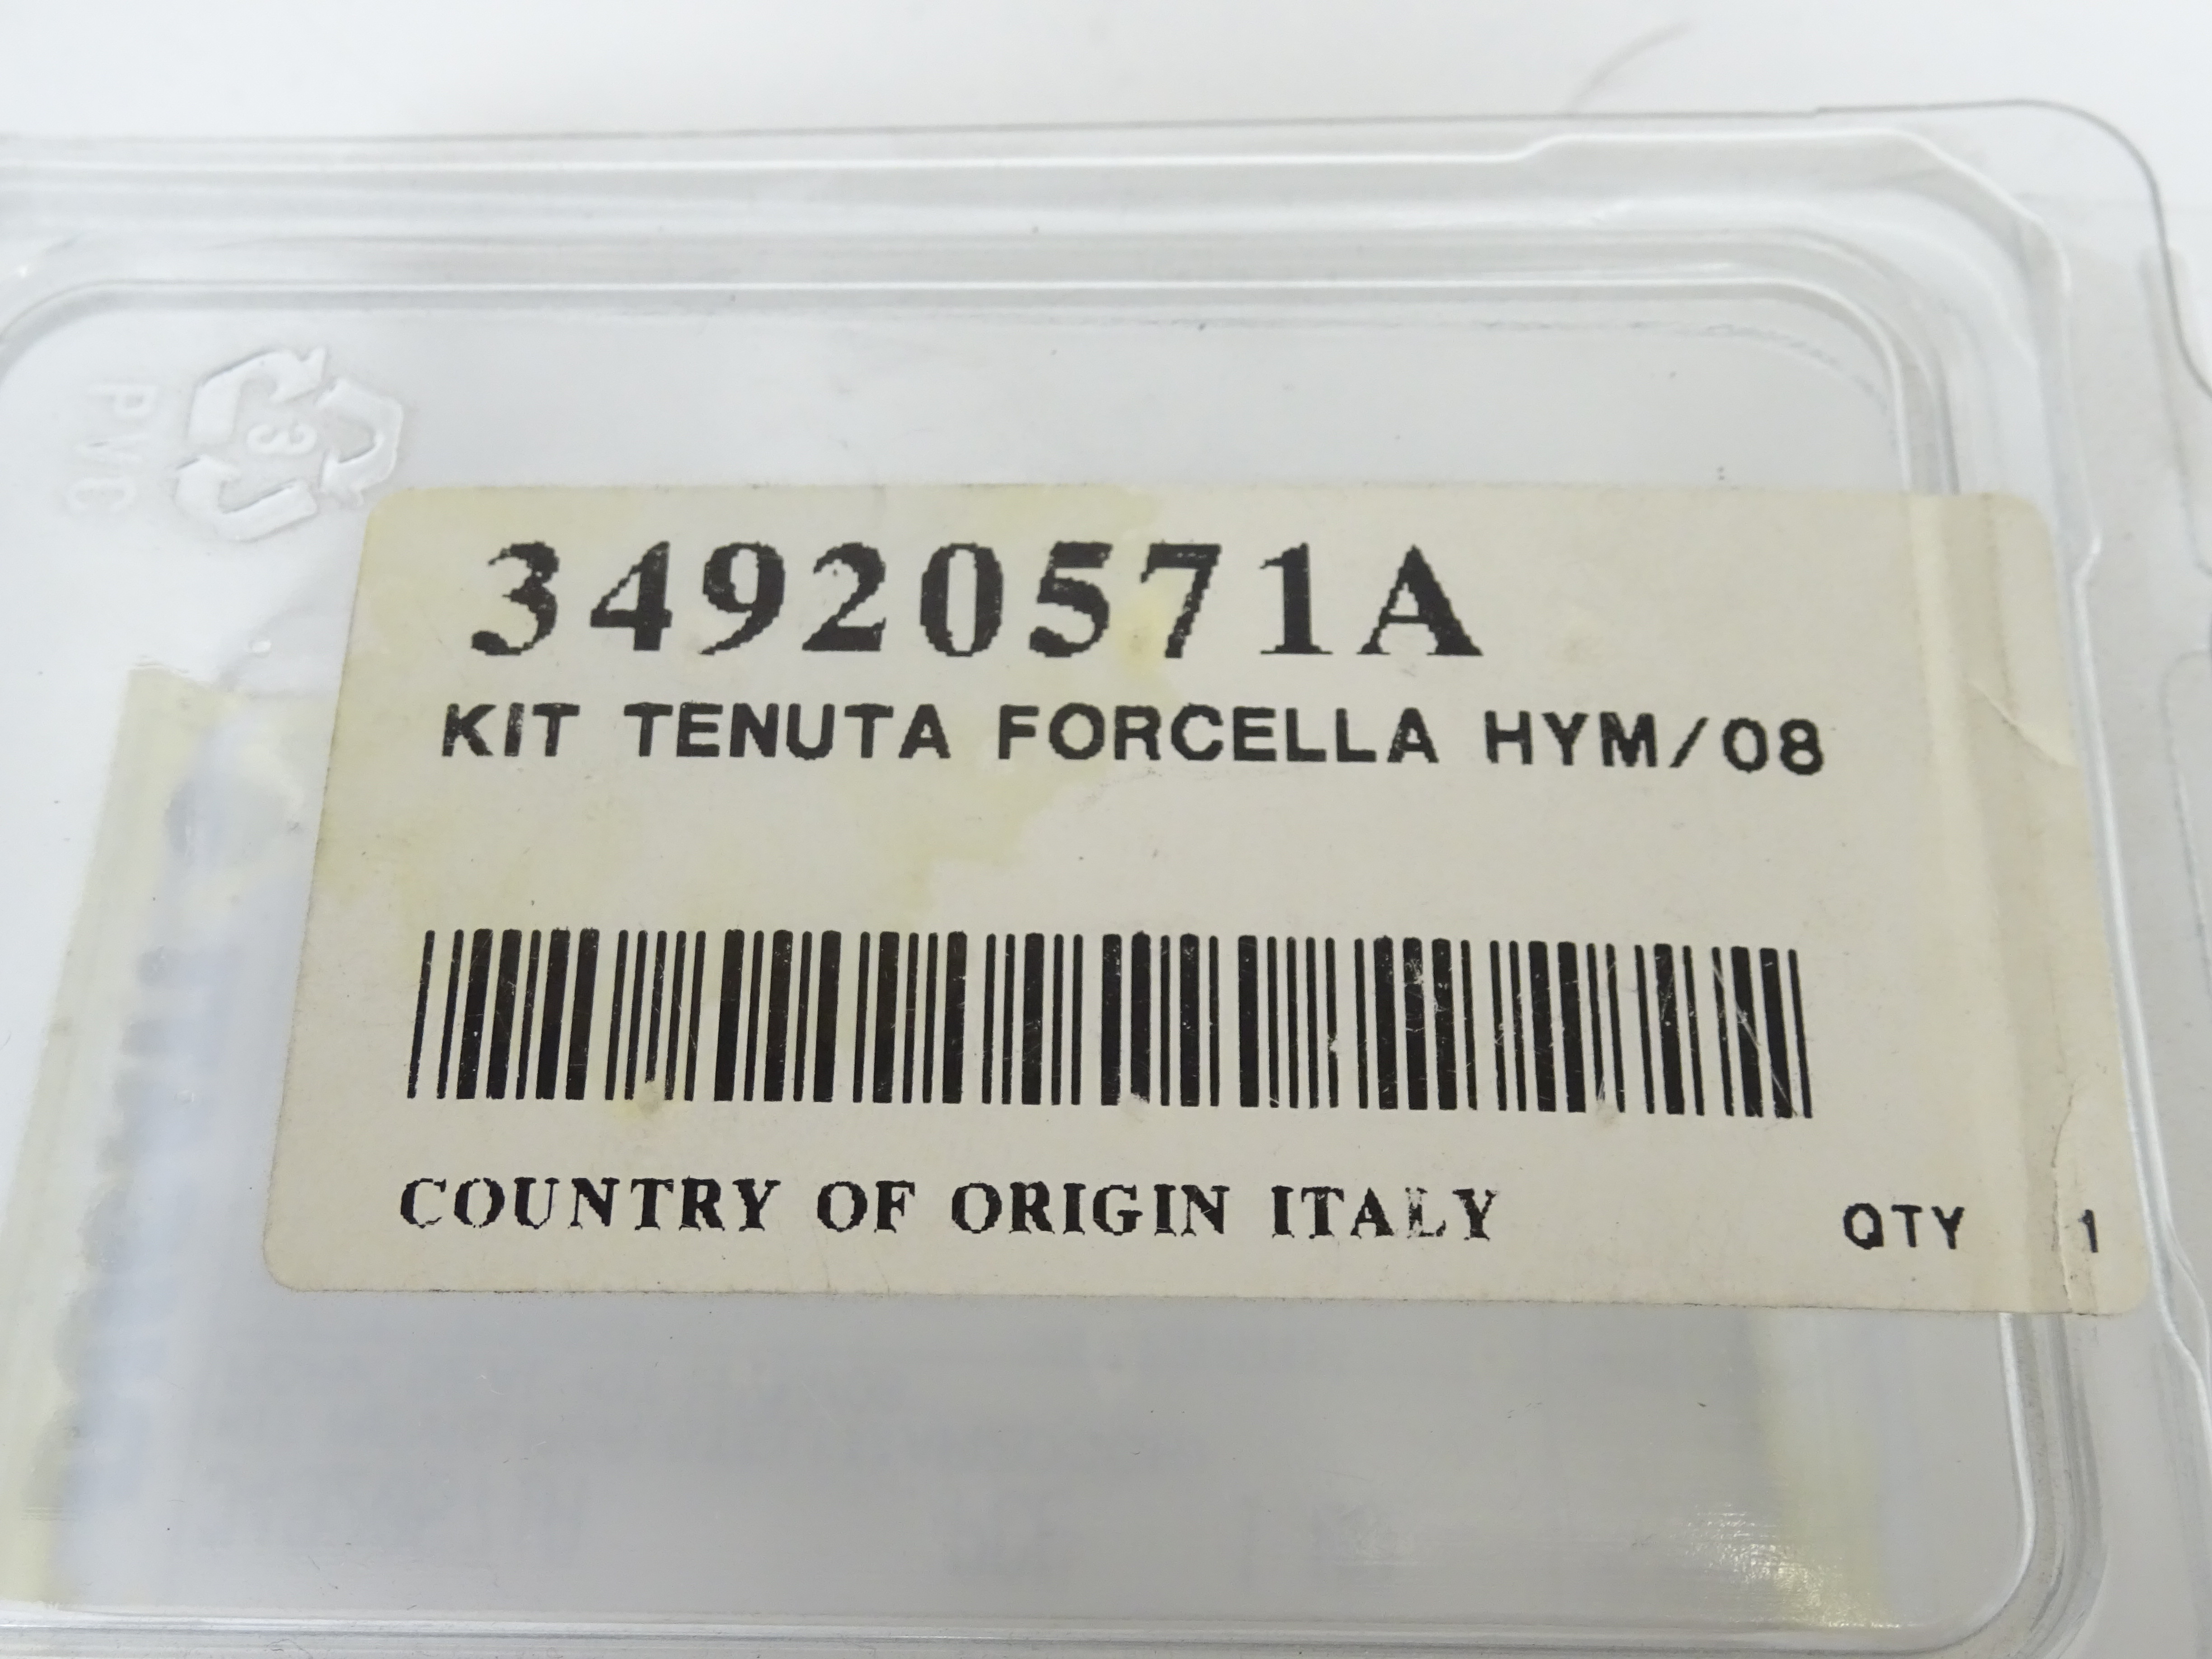 3
PVC
34920571A
KIT TENUTA FORCELLA HYM/08
COUNTRY OF ORIGIN ITALY
QTY 1